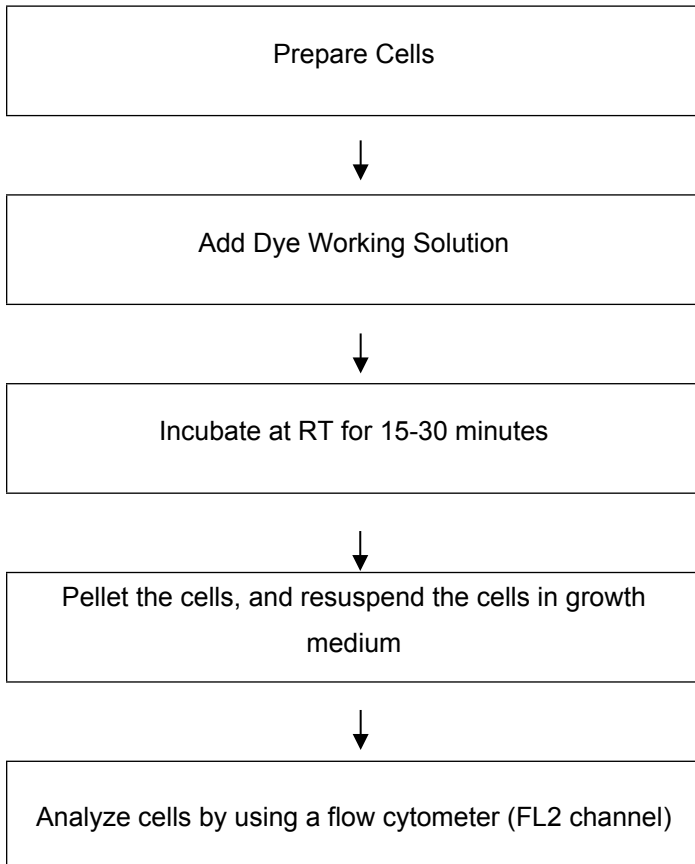 Prepare Cells
Add Dye Working Solution
Incubate at RT for 15-30 minutes
Pellet the cells, and resuspend the cells in growth
medium
Analyze cells by using a flow cytometer (FL2 channel)